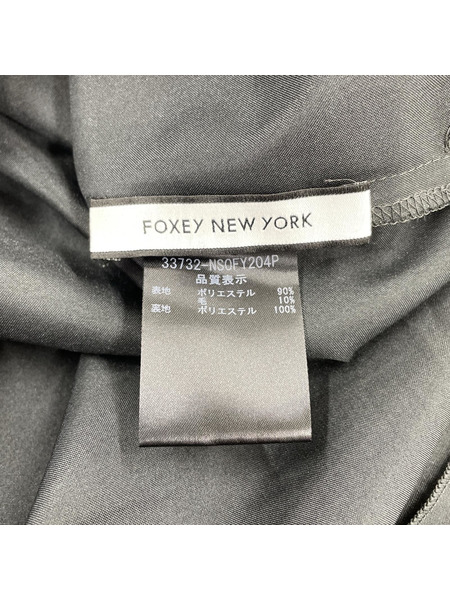 FOXEY NEW YORK
33732-NSOFY204P
品質表示
表地 ポリエステル 90%
毛 10%
裏地 ポリエステル 100%